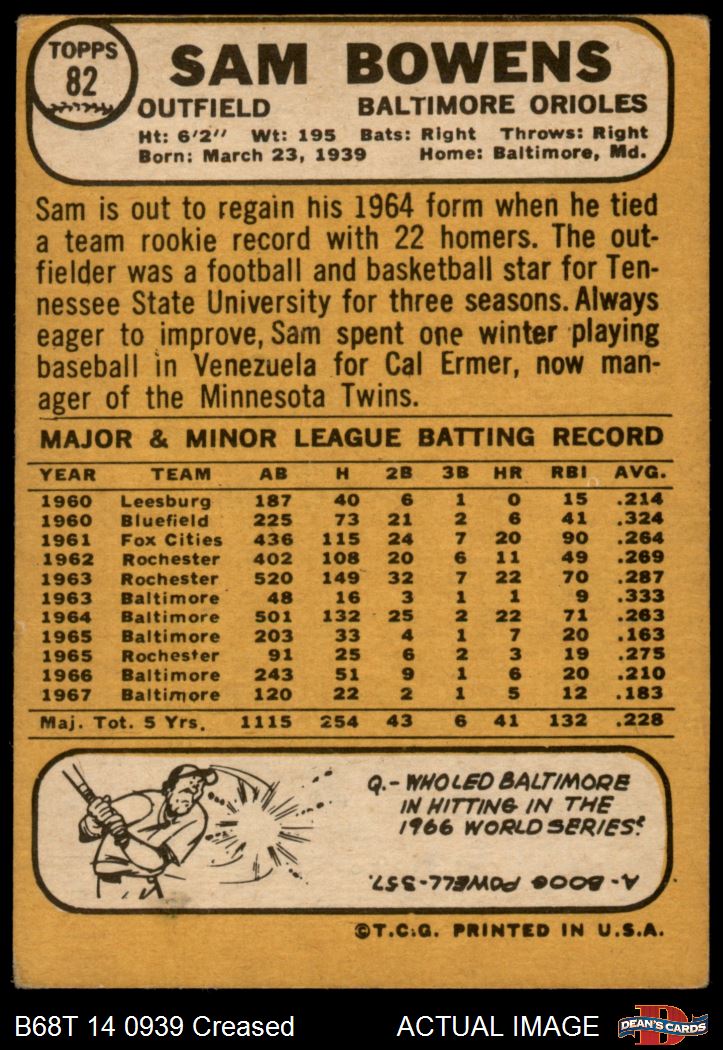 TOPPS
82
SAM BOWENS
OUTFIELD BALTIMORE ORIOLES
Ht: 6'2" Wt: 195 Bats: Right Throws: Right
Born: March 23, 1939 Home: Baltimore, Md.
Sam is out to regain his 1964 form when he tied
a team rookie record with 22 homers. The out-
fielder was a football and basketball star for Ten-
nessee State University for three seasons. Always
eager to improve, Sam spent one winter playing
baseball in Venezuela for Cal Ermer, now man-
ager of the Minnesota Twins.
MAJOR & MINOR LEAGUE BATTING RECORD
YEAR TEAM AB H 2B 3B HR RBI AVG.
1960 Leesburg 187 40 6 1 0 15 .214
1960 Bluefield 225 73 21 2 6 41 .324
1961 Fox Cities 436 115 24 7 20 90 .264
1962 Rochester 402 108 20 6 11 49 .269
1963 Rochester 520 149 32 7 22 70 .287
1963 Baltimore 48 16 3 1 1 9 .333
1964 Baltimore 501 132 25 2 22 71 .263
1965 Baltimore 203 33 4 1 7 20 .163
1965 Rochester 91 25 6 2 3 19 .275
1966 Baltimore 243 51 9 1 6 20 .210
1967 Baltimore 120 22 2 1 5 12 .183
Maj. Tot. 5 Yrs. 1115 254 43 6 41 132 .228
Q.- WHO LED BALTIMORE
IN HITTING IN THE
1966 WORLD SERIES?
A- BOOG POWELL-.357.
©T.C.G. PRINTED IN U.S.A.
B68T 14 0939 Creased ACTUAL IMAGE DEAN'S CARDS